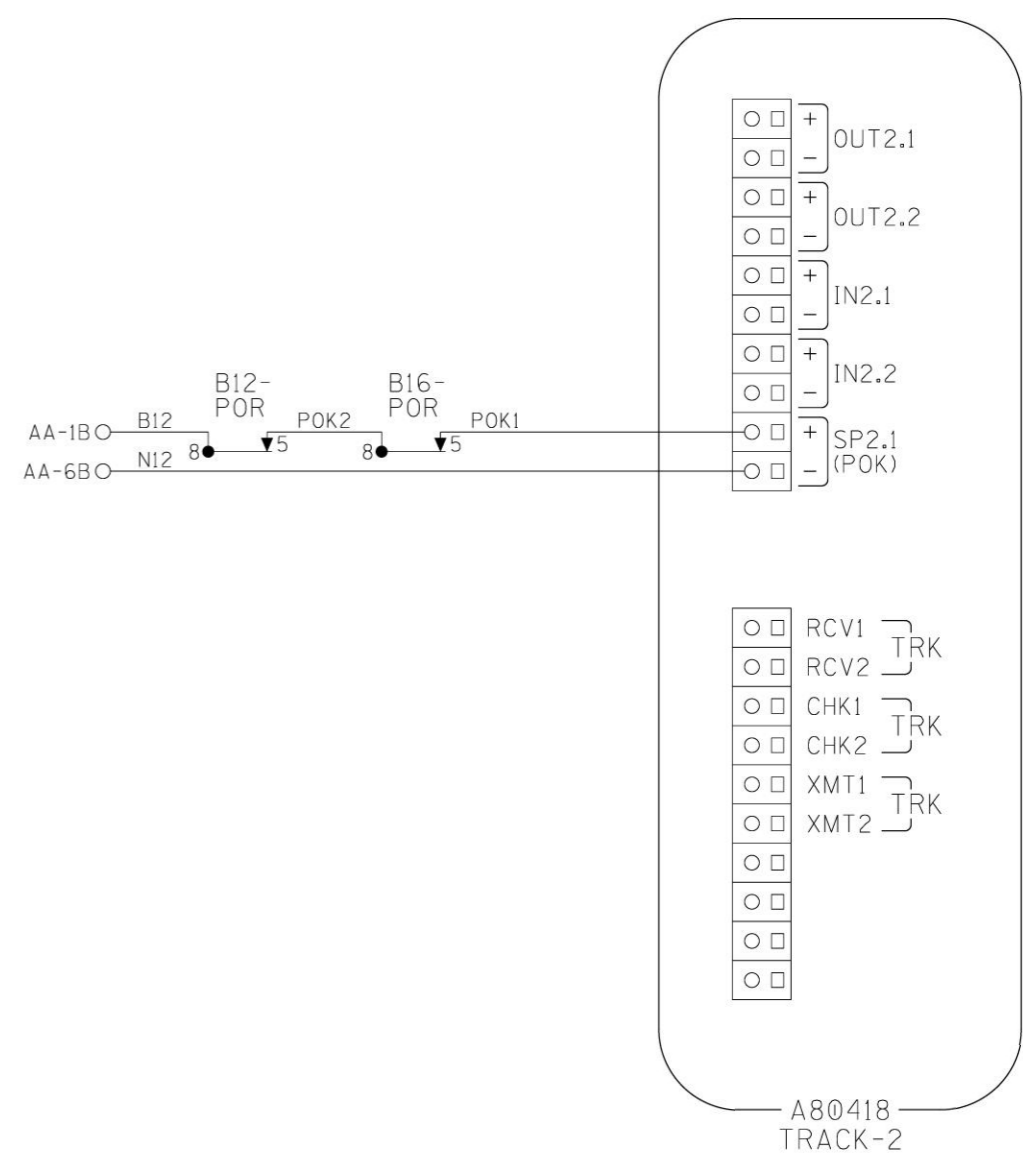 +
OUT2.1
-
+
OUT2.2
-
+
IN2.1
-
+
IN2.2
-
B12-
POR
B16-
POR
AA-1B B12 8 5 POK2 8 5 POK1 +
SP2.1
(POK)
AA-6B N12 -
RCV1
TRK
RCV2
CHK1
TRK
CHK2
XMT1
TRK
XMT2
A80418
TRACK-2